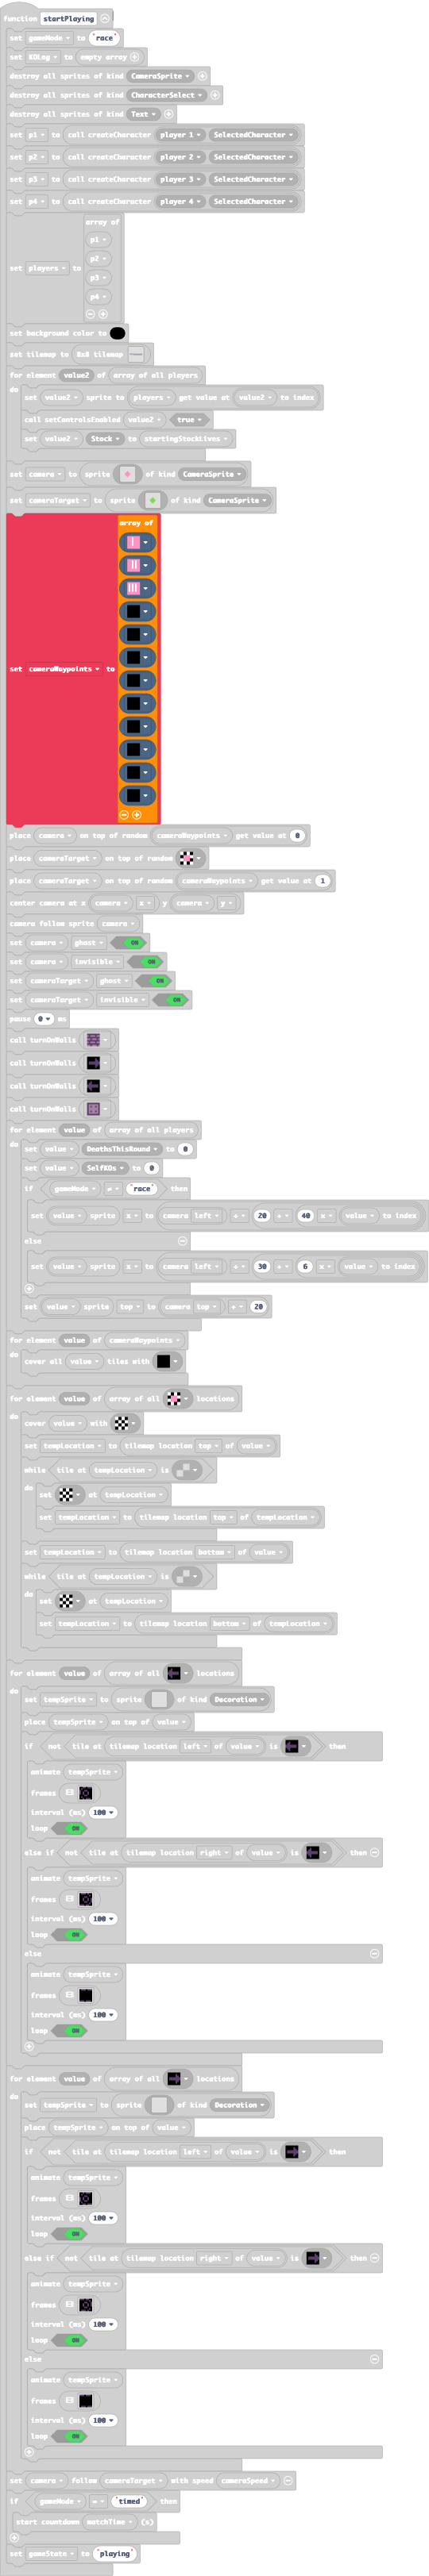 function startPlaying
set gameMode to "race"
set KOLog to empty array
destroy all sprites of kind CameraSprite
destroy all sprites of kind CharacterSelect
destroy all sprites of kind Text
set p1 to call createCharacter player 1 SelectedCharacter
set p2 to call createCharacter player 2 SelectedCharacter
set p3 to call createCharacter player 3 SelectedCharacter
set p4 to call createCharacter player 4 SelectedCharacter
array of
p1
p2
set players to
p3
p4
set background color to
set tilemap to 8x8 tilemap
for element value2 of array of all players
do
set value2 sprite to players get value at value2 to index
call setControlsEnabled value2 true
set value2 Stock to startingStockLives
set camera to sprite of kind CameraSprite
set cameraTarget to sprite of kind CameraSprite
array of
set cameraWaypoints to
place camera on top of random cameraWaypoints get value at 0
place cameraTarget on top of random
place cameraTarget on top of random cameraWaypoints get value at 1
center camera at x camera x y camera y
camera follow sprite camera
set camera ghost ON
set camera invisible ON
set cameraTarget ghost ON
set cameraTarget invisible ON
pause 0 ms
call turnOnWalls
call turnOnWalls
call turnOnWalls
call turnOnWalls
for element value of array of all players
do
set value DeathsThisRound to 0
set value SelfKOs to 0
if gameMode = "race" then
set value sprite x to camera left + 20 + 40 x value to index
else
set value sprite x to camera left + 30 + 6 x value to index
set value sprite top to camera top + 20
for element value of cameraWaypoints
do
cover all value tiles with
for element value of array of all locations
do
cover value with
set tempLocation to tilemap location top of value
while tile at tempLocation is
do
set at tempLocation
set tempLocation to tilemap location top of tempLocation
set tempLocation to tilemap location bottom of value
while tile at tempLocation is
do
set at tempLocation
set tempLocation to tilemap location bottom of tempLocation
for element value of array of all locations
do
set tempSprite to sprite of kind Decoration
place tempSprite on top of value
if not tile at tilemap location left of value is then
animate tempSprite
frames
interval (ms) 100
loop ON
else if not tile at tilemap location right of value is then
animate tempSprite
frames
interval (ms) 100
loop ON
else
animate tempSprite
frames
interval (ms) 100
loop ON
for element value of array of all locations
do
set tempSprite to sprite of kind Decoration
place tempSprite on top of value
if not tile at tilemap location left of value is then
animate tempSprite
frames
interval (ms) 100
loop ON
else if not tile at tilemap location right of value is then
animate tempSprite
frames
interval (ms) 100
loop ON
else
animate tempSprite
frames
interval (ms) 100
loop ON
set camera follow cameraTarget with speed cameraSpeed
if gameMode = "timed" then
start countdown matchTime (s)
set gameState to "playing"